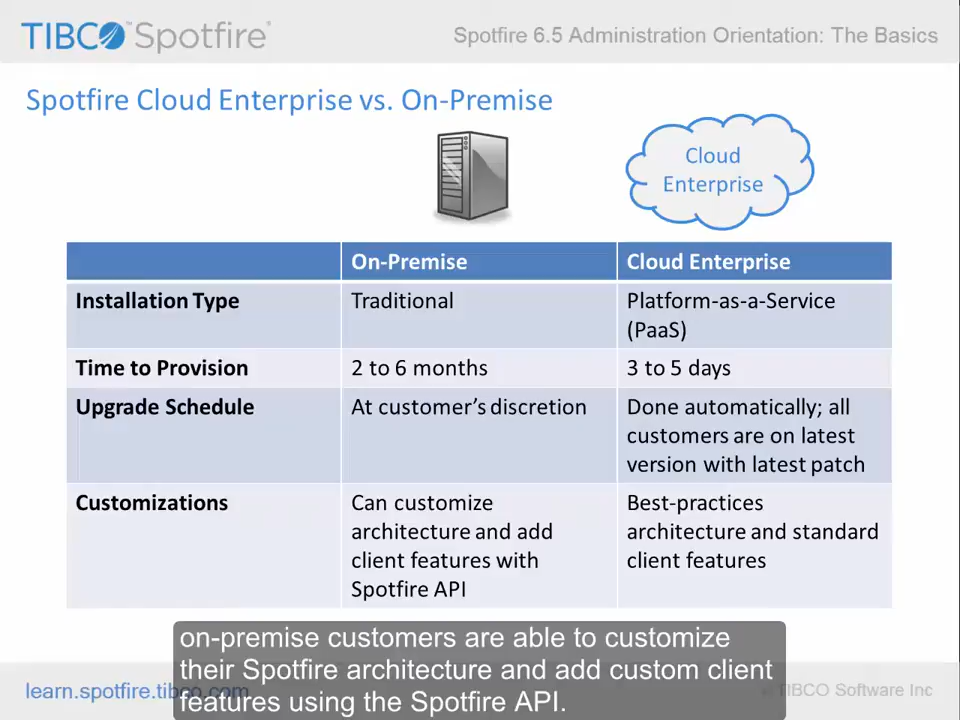 TIBCO Spotfire®
Spotfire 6.5 Administration Orientation: The Basics
Spotfire Cloud Enterprise vs. On-Premise
Cloud
Enterprise
On-Premise
Cloud Enterprise
Installation Type
Traditional
Platform-as-a-Service
(PaaS)
Time to Provision
2 to 6 months
3 to 5 days
Upgrade Schedule
At customer's discretion
Done automatically; all
customers are on latest
version with latest patch
Customizations
Can customize
architecture and add
client features with
Spotfire API
Best-practices
architecture and standard
client features
on-premise customers are able to customize
their Spotfire architecture and add custom client
features using the Spotfire API.
learn.spotfire.tibco.com
TIBCO Software Inc